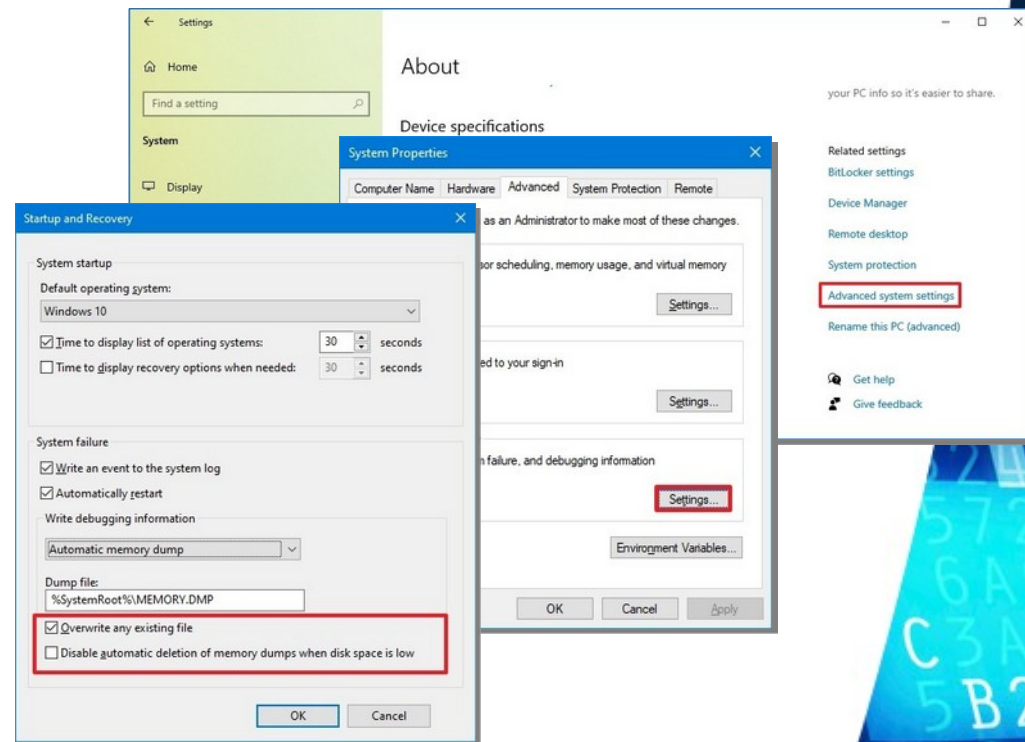 Settings
Home
Find a setting
System
Display
About
Device specifications
your PC info so it's easier to share.
Related settings
BitLocker settings
Device Manager
Remote desktop
System protection
Advanced system settings
Rename this PC (advanced)
Get help
Give feedback
System Properties
Computer Name Hardware Advanced System Protection Remote
as an Administrator to make most of these changes.
sor scheduling, memory usage, and virtual memory
Settings...
ed to your sign-in
Settings...
n failure, and debugging information
Settings...
Environment Variables...
OK Cancel Apply
Startup and Recovery
System startup
Default operating system:
Windows 10
Time to display list of operating systems: 30 seconds
Time to display recovery options when needed: 30 seconds
System failure
Write an event to the system log
Automatically restart
Write debugging information
Automatic memory dump
Dump file:
%SystemRoot%\MEMORY.DMP
Overwrite any existing file
Disable automatic deletion of memory dumps when disk space is low
OK Cancel
572
6A
C3A
5B2